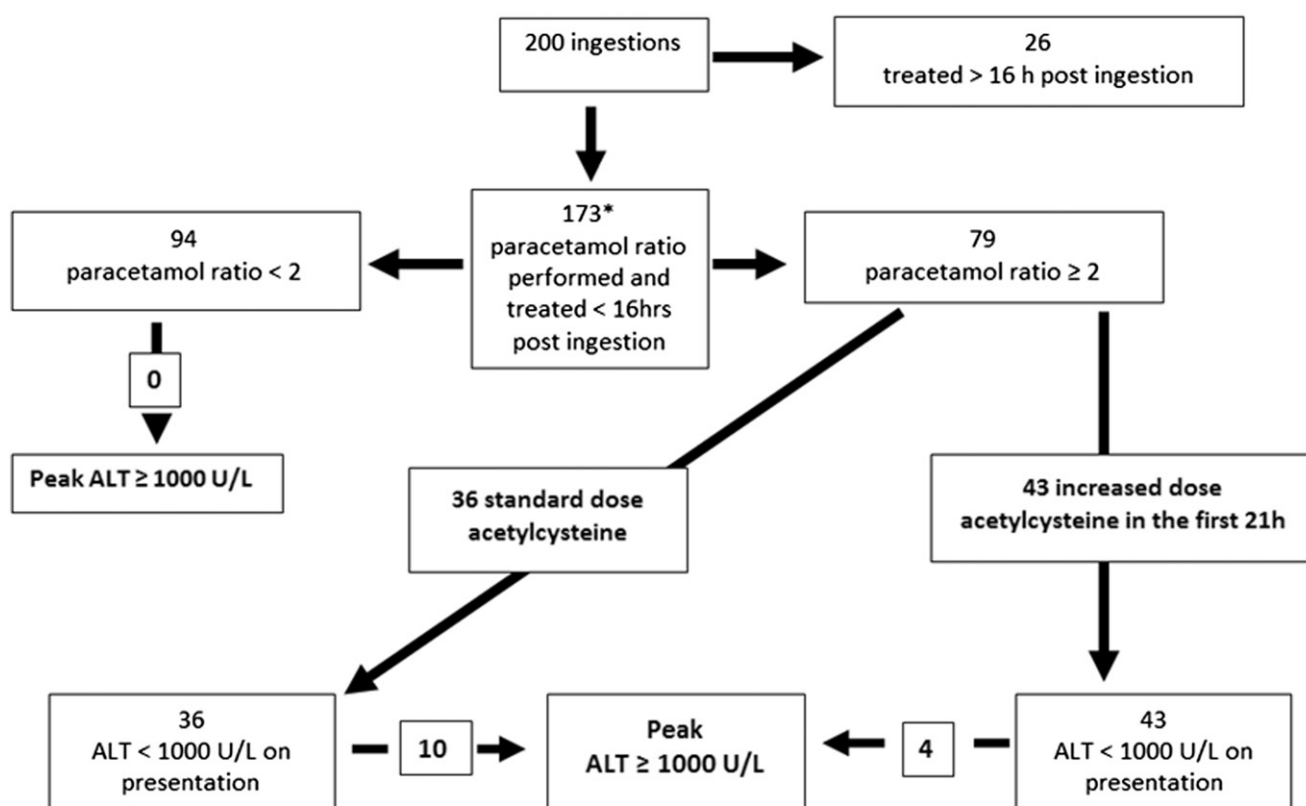 200 ingestions
26
treated > 16 h post ingestion
173*
paracetamol ratio
performed and
treated < 16hrs
post ingestion
94
paracetamol ratio < 2
79
paracetamol ratio ≥ 2
0
Peak ALT ≥ 1000 U/L
36 standard dose
acetylcysteine
43 increased dose
acetylcysteine in the first 21h
36
ALT < 1000 U/L on
presentation
10
Peak
ALT ≥ 1000 U/L
4
43
ALT < 1000 U/L on
presentation